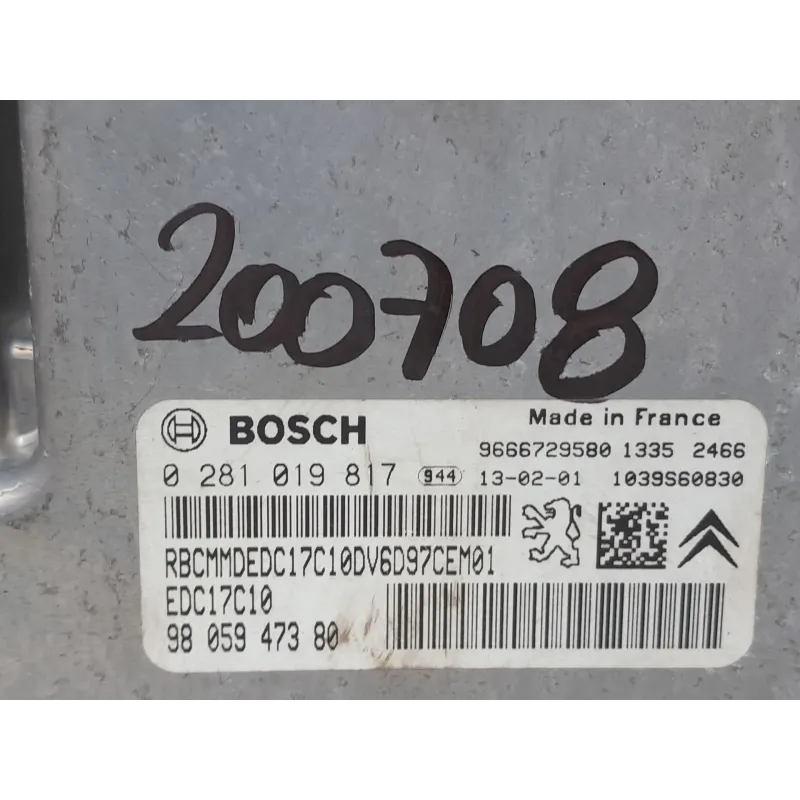 200708
BOSCH
Made in France
9666729580 1335 2466
0 281 019 817 944 13-02-01 1039S60830
RBCMMDEDC17C10DV6D97CEM01
EDC17C10
98 059 473 80